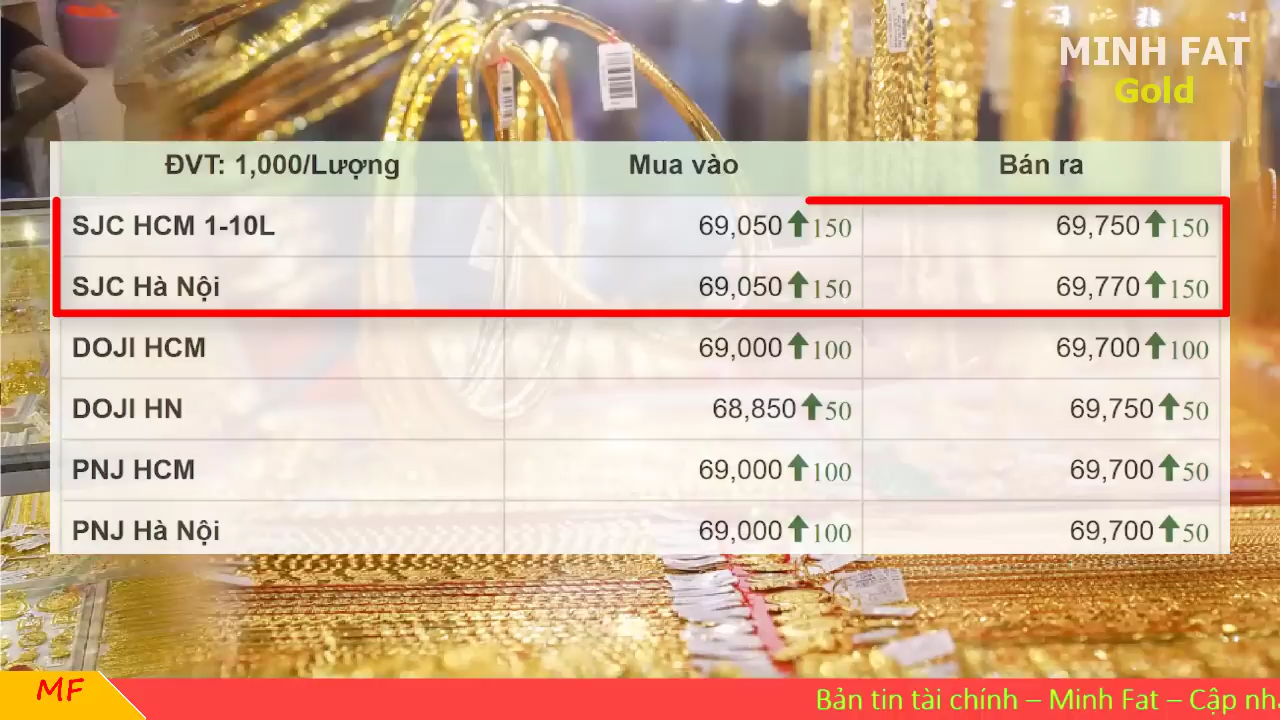 MINH FAT
Gold
ĐVT: 1,000/Lượng Mua vào Bán ra
SJC HCM 1-10L 69,050 150 69,750 150
SJC Hà Nội 69,050 150 69,770 150
DOJI HCM 69,000 100 69,700 100
DOJI HN 68,850 50 69,750 50
PNJ HCM 69,000 100 69,700 50
PNJ Hà Nội 69,000 100 69,700 50
MF Bản tin tài chính – Minh Fat – Cập